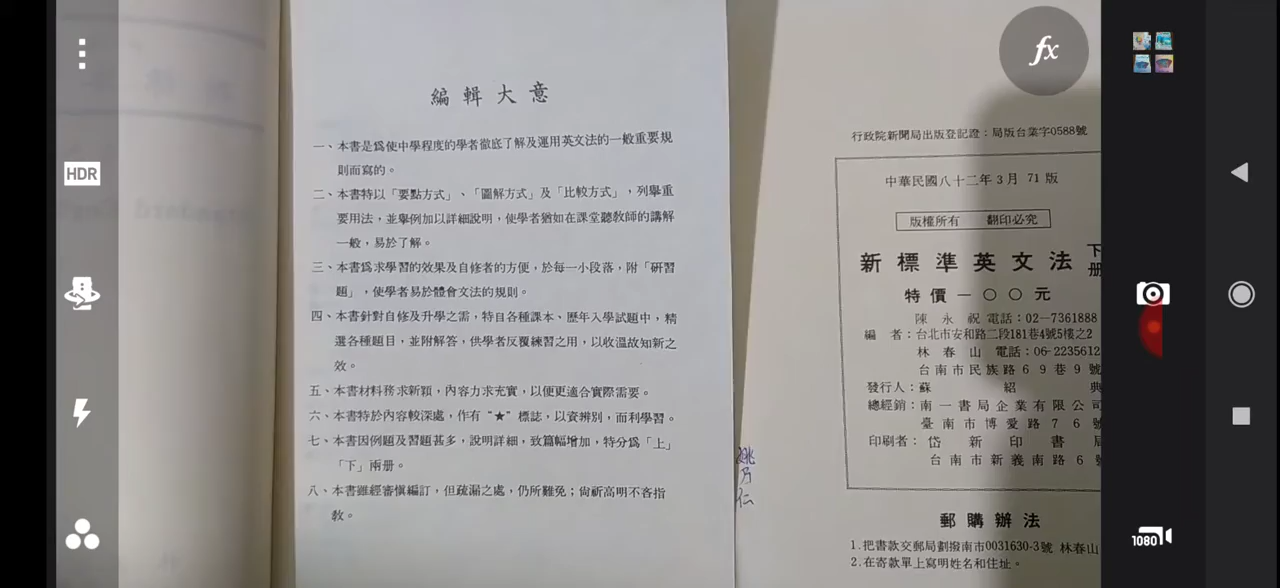 HDR
編輯大意
一、本書是爲使中學程度的學者徹底了解及運用英文法的一般重要規
則而寫的。
二、本書特以「要點方式」、「圖解方式」及「比較方式」，列舉重
要用法，並舉例加以詳細說明，使學者猶如在課堂聽教師的講解
一般，易於了解。
三、本書爲求學習的效果及自修者的方便，於每一小段落，附「研習
題」，使學者易於體會文法的規則。
四、本書針對自修及升學之需，特自各種課本、歷年入學試題中，精
選各種題目，並附解答，供學者反覆練習之用，以收溫故知新之
效。
五、本書材料務求新穎，內容力求充實，以便更適合實際需要。
六、本書特於內容較深處，作有“★”標誌，以資辨別，而利學習。
七、本書因例題及習題甚多，說明詳細，致篇幅增加，特分爲「上」
「下」兩册。
八、本書雖經審愼編訂，但疏漏之處，仍所難免；尙祈高明不吝指
教。
姚乃仁
行政院新聞局出版登記證：局版台業字0588號
中華民國八十二年3月 71版
版權所有 翻印必究
新標準英文法 下册
特價一〇〇元
陳永祝 電話：02-7361888
編者：台北市安和路二段181巷4號5樓之2
林春山 電話：06-2235612
台南市民族路69巷9號
發行人：蘇紹典
總經銷：南一書局企業有限公司
臺南市博愛路76號
印刷者：岱新印書局
台南市新義南路6號
郵購辦法
1.把書款交郵局劃撥南市0031630-3號 林春山
2.在寄款單上寫明姓名和住址。
fx
1080